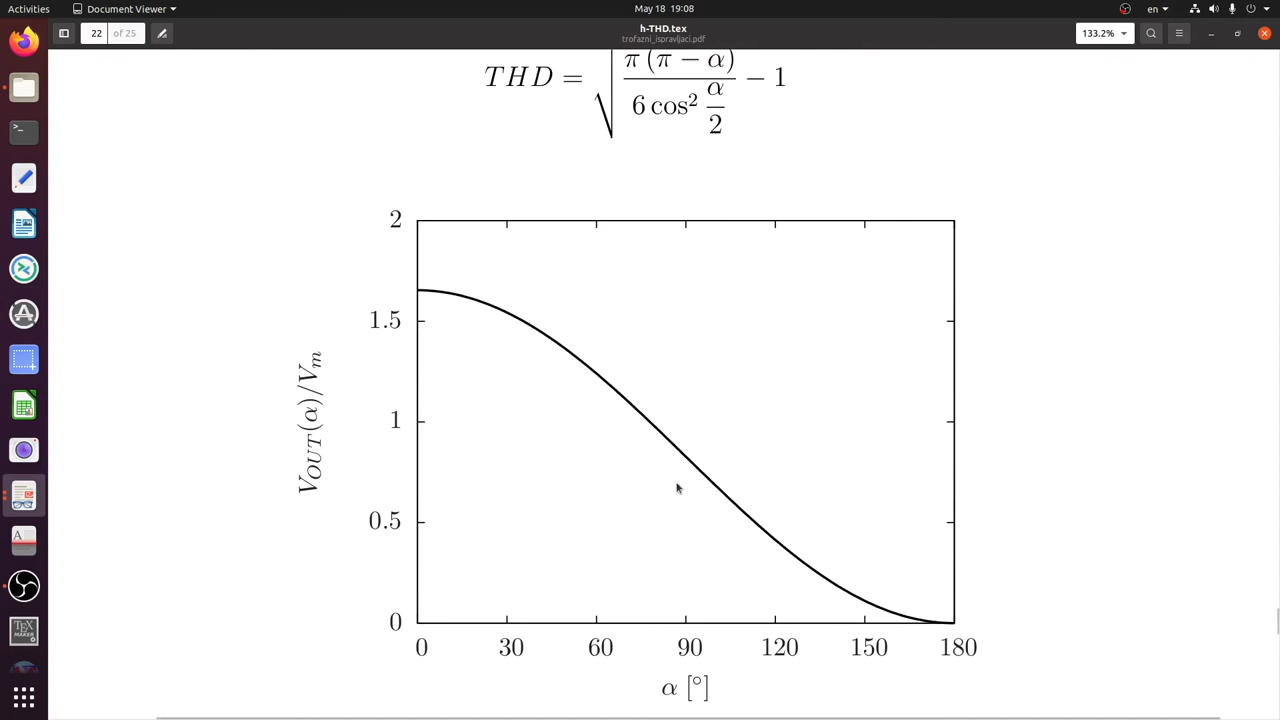 Activities Document Viewer May 18 19:08 en
h-THD.tex
trofazni_ispravljaci.pdf
22 of 25
133.2%
THD = √(π (π − α) / (6 cos² (α/2)) − 1)
2
1.5
1
0.5
0
V_OUT(α)/V_m
0 30 60 90 120 150 180
α [°]
>_
A
TEX
MAKER